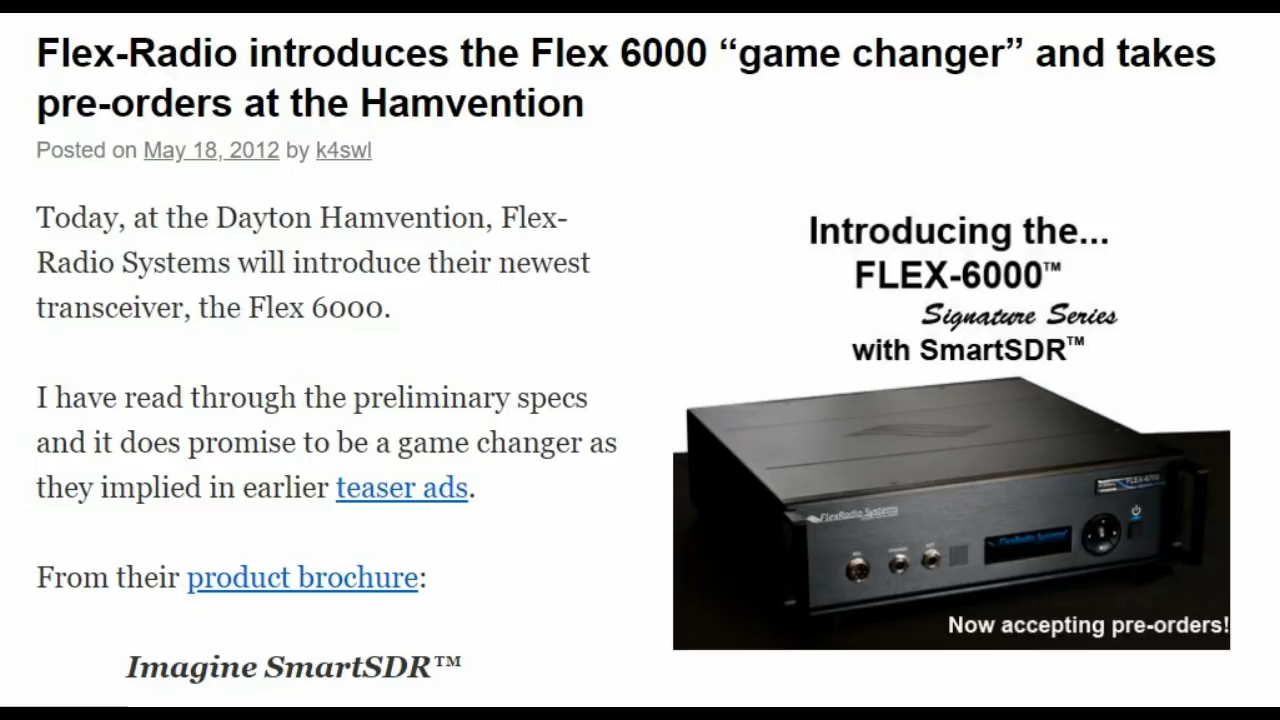 Flex-Radio introduces the Flex 6000 “game changer” and takes
pre-orders at the Hamvention
Posted on May 18, 2012 by k4swl
Today, at the Dayton Hamvention, Flex-
Radio Systems will introduce their newest
transceiver, the Flex 6000.
I have read through the preliminary specs
and it does promise to be a game changer as
they implied in earlier teaser ads.
From their product brochure:
Imagine SmartSDR™
Introducing the...
FLEX-6000™
Signature Series
with SmartSDR™
FlexRadio Systems
FlexRadio Systems
Now accepting pre-orders!